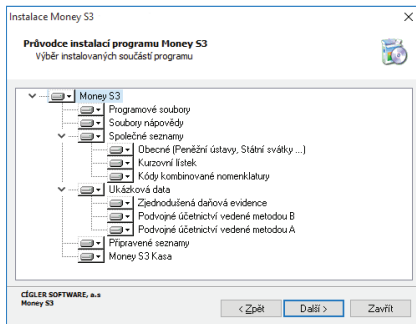 Instalace Money S3
Průvodce instalací programu Money S3
Výběr instalovaných součástí programu
Money S3
Programové soubory
Soubory nápovědy
Společné seznamy
Obecné (Peněžní ústavy, Státní svátky ...)
Kurzovní lístek
Kódy kombinované nomenklatury
Ukázková data
Zjednodušená daňová evidence
Podvojné účetnictví vedené metodou B
Podvojné účetnictví vedené metodou A
Připravené seznamy
Money S3 Kasa
CÍGLER SOFTWARE, a.s
Money S3
< Zpět
Další >
Zavřít